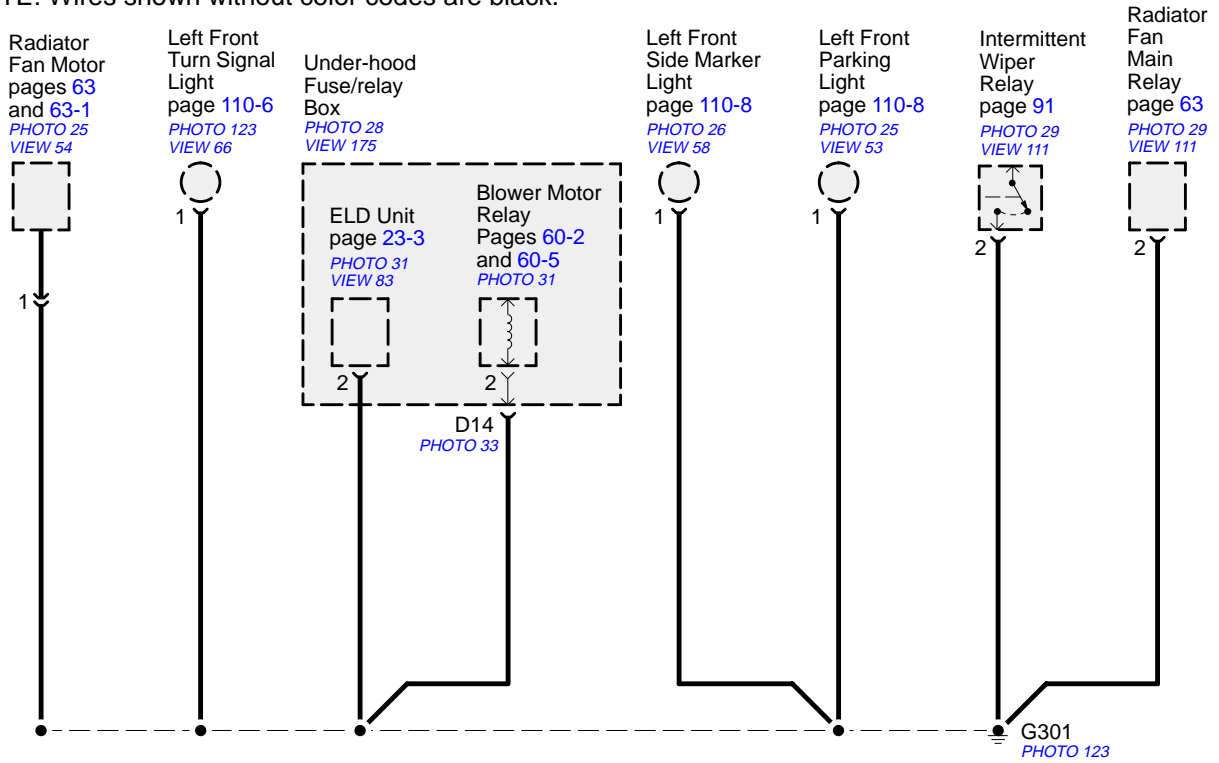 TE: Wires shown without color codes are black.
Radiator
Fan Motor
pages 63
and 63-1
PHOTO 25
VIEW 54
1
Left Front
Turn Signal
Light
page 110-6
PHOTO 123
VIEW 66
1
Under-hood
Fuse/relay
Box
PHOTO 28
VIEW 175
ELD Unit
page 23-3
PHOTO 31
VIEW 83
2
Blower Motor
Relay
Pages 60-2
and 60-5
PHOTO 31
2
D14
PHOTO 33
Left Front
Side Marker
Light
page 110-8
PHOTO 26
VIEW 58
1
Left Front
Parking
Light
page 110-8
PHOTO 25
VIEW 53
1
Intermittent
Wiper
Relay
page 91
PHOTO 29
VIEW 111
2
Radiator
Fan
Main
Relay
page 63
PHOTO 29
VIEW 111
2
G301
PHOTO 123